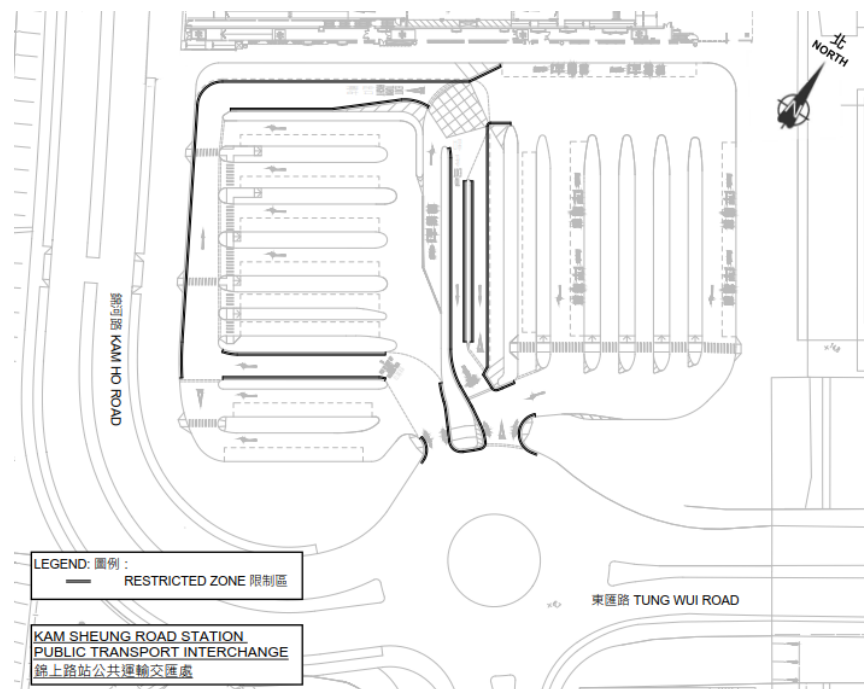 北
NORTH
錦河路 KAM HO ROAD
LEGEND: 圖例 :
RESTRICTED ZONE 限制區
東匯路 TUNG WUI ROAD
KAM SHEUNG ROAD STATION
PUBLIC TRANSPORT INTERCHANGE
錦上路站公共運輸交匯處